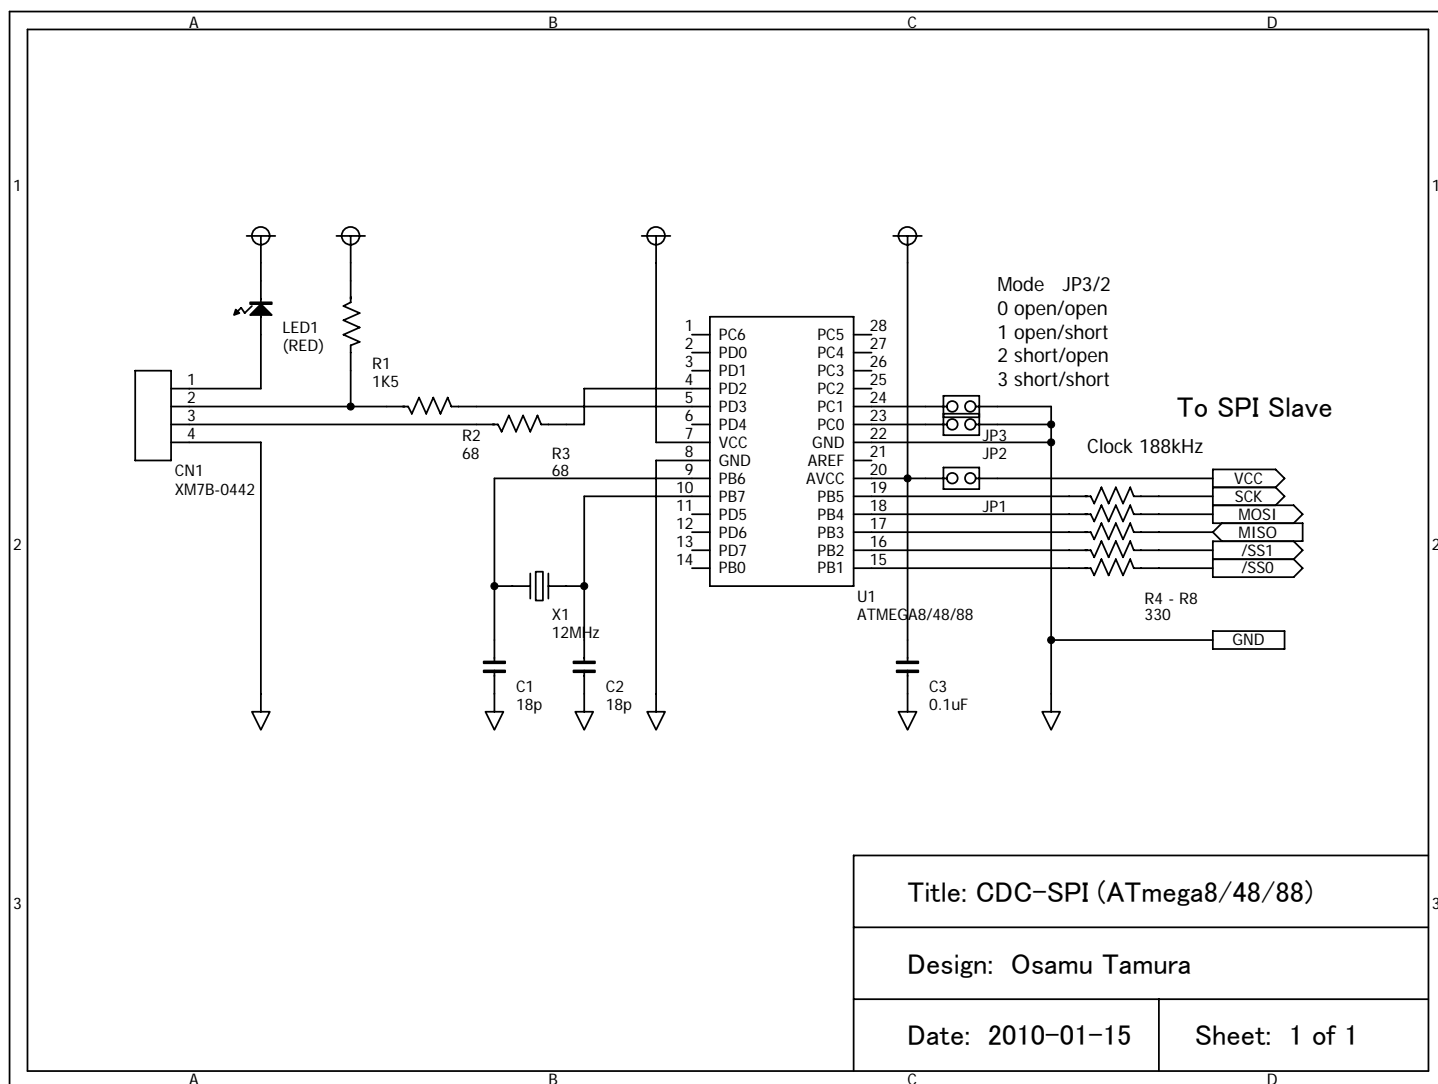 A B C D
1 1
Mode JP3/2
0 open/open
1 open/short
2 short/open
3 short/short
LED1
(RED)
R1
1K5
1
2
3
4
CN1
XM7B-0442
R2
68
R3
68
1 PC6 PC5 28
2 PD0 PC4 27
3 PD1 PC3 26
4 PD2 PC2 25
5 PD3 PC1 24
6 PD4 PC0 23
7 VCC GND 22
8 GND AREF 21
9 PB6 AVCC 20
10 PB7 PB5 19
11 PD5 PB4 18
12 PD6 PB3 17
13 PD7 PB2 16
14 PB0 PB1 15
U1
ATMEGA8/48/88
JP3
JP2
JP1
To SPI Slave
Clock 188kHz
VCC
SCK
MOSI
MISO
/SS1
/SS0
R4 - R8
330
GND
2 2
X1
12MHz
C1
18p
C2
18p
C3
0.1uF
3 3
Title: CDC-SPI (ATmega8/48/88)
Design: Osamu Tamura
Date: 2010-01-15 Sheet: 1 of 1
A B C D